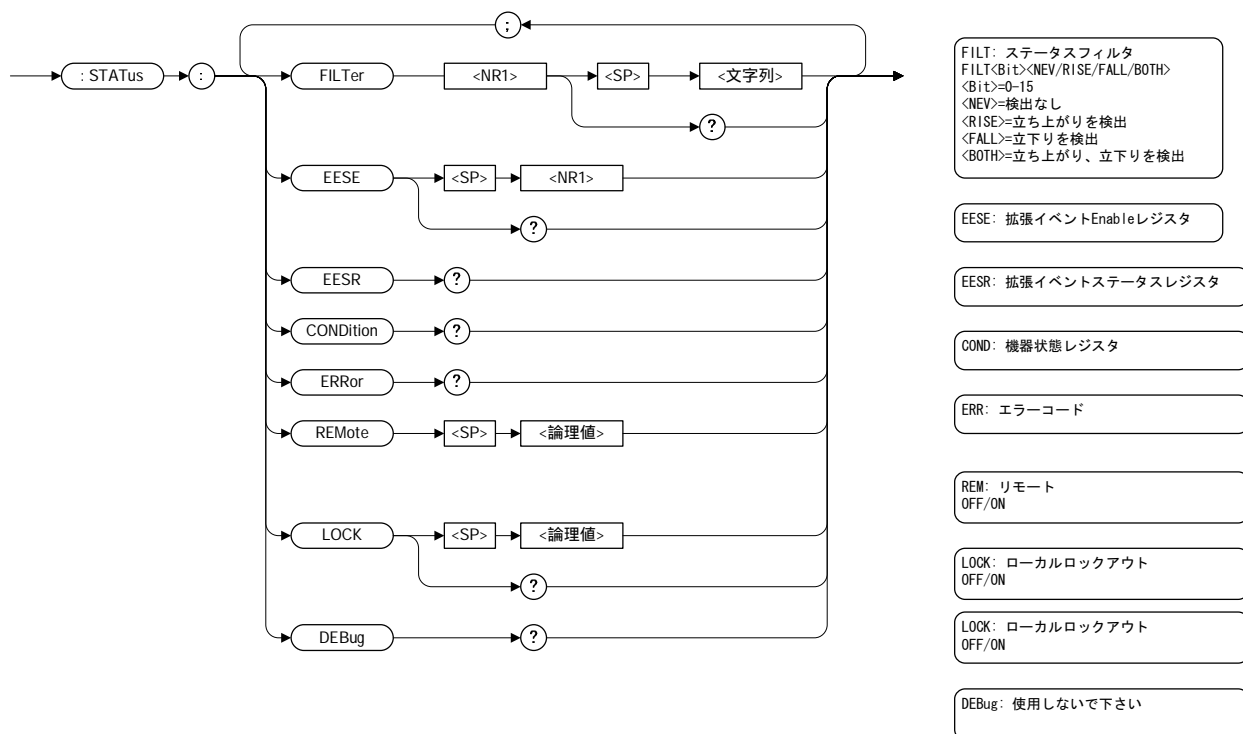 ;
: STATus : FILTer <NR1> <SP> <文字列>
?
EESE <SP> <NR1>
?
EESR ?
CONDition ?
ERRor ?
REMote <SP> <論理値>
LOCK <SP> <論理値>
?
DEBug ?
FILT: ステータスフィルタ
FILT<Bit><NEV/RISE/FALL/BOTH>
<Bit>=0-15
<NEV>=検出なし
<RISE>=立ち上がりを検出
<FALL>=立下りを検出
<BOTH>=立ち上がり、立下りを検出
EESE: 拡張イベントEnableレジスタ
EESR: 拡張イベントステータスレジスタ
COND: 機器状態レジスタ
ERR: エラーコード
REM: リモート
OFF/ON
LOCK: ローカルロックアウト
OFF/ON
LOCK: ローカルロックアウト
OFF/ON
DEBug: 使用しないで下さい